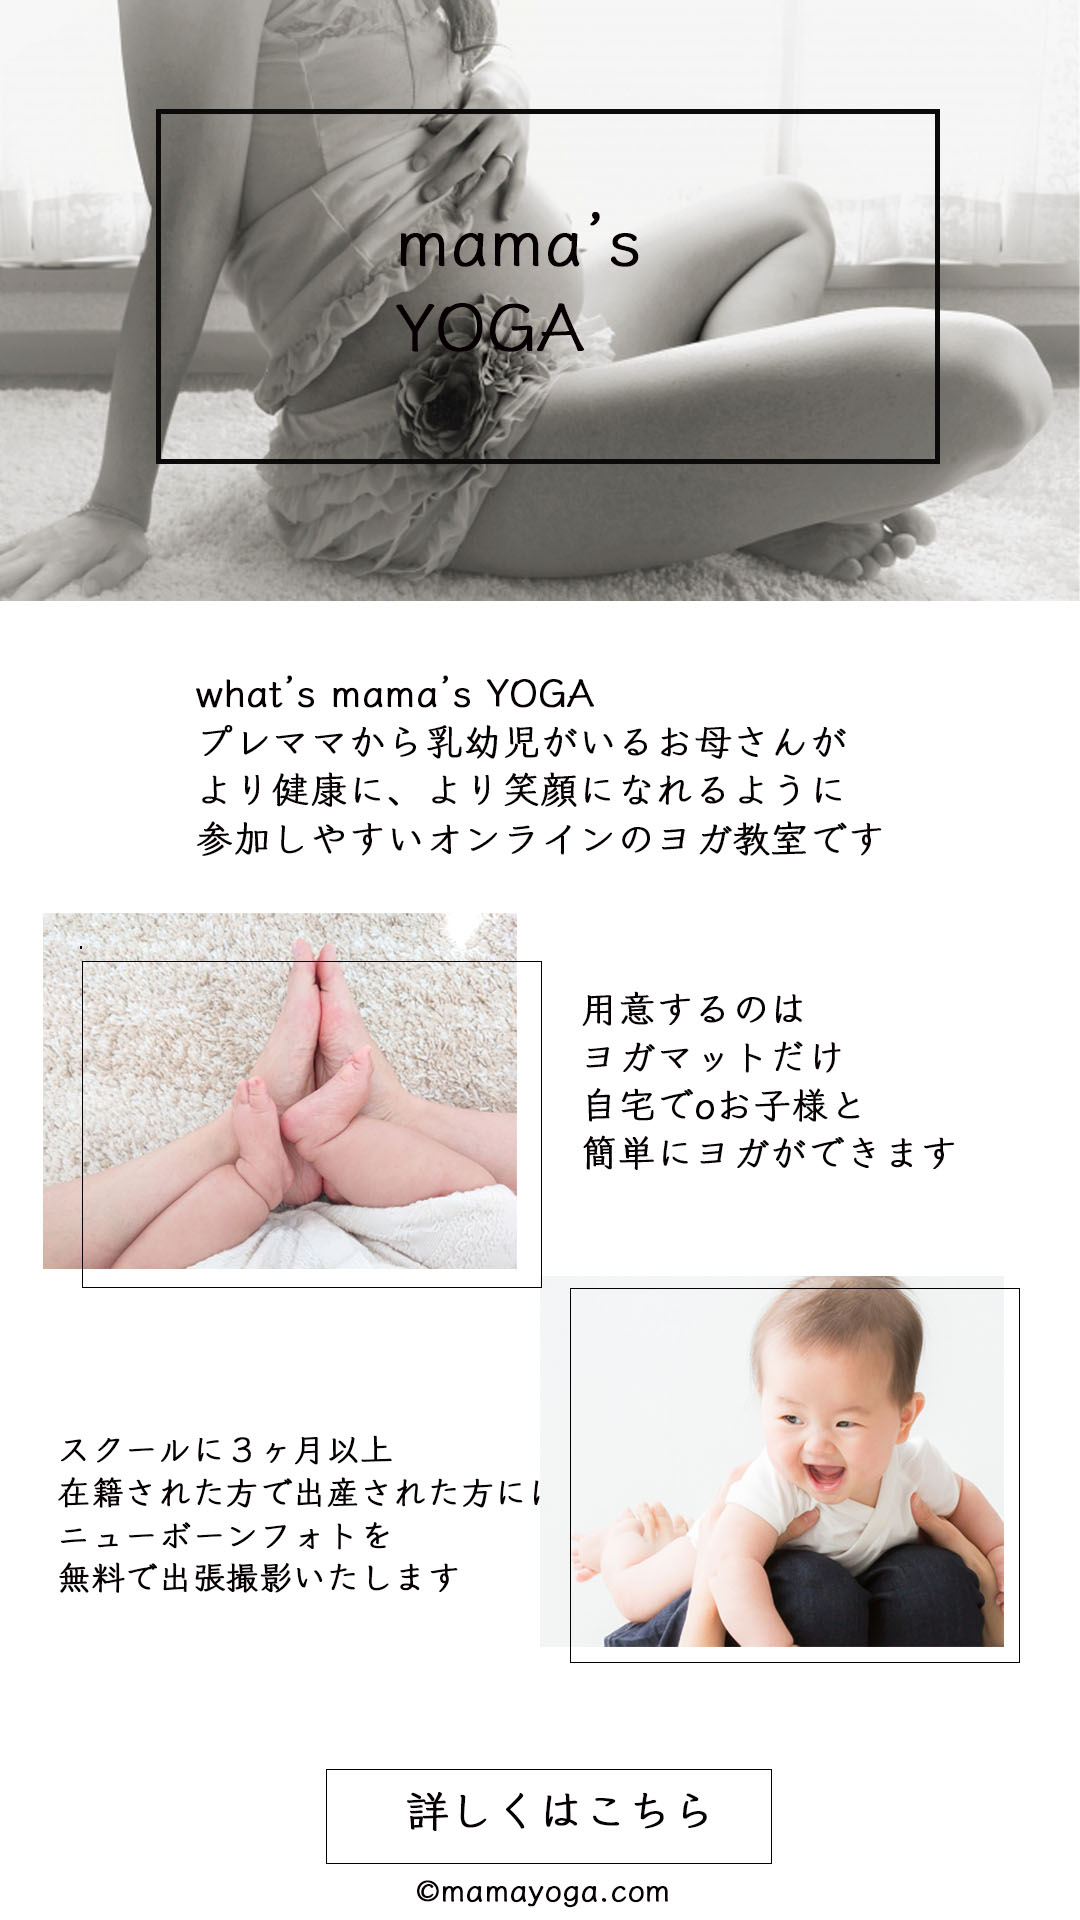 mama’s
YOGA
what’s mama’s YOGA
プレママから乳幼児がいるお母さんが
より健康に、より笑顔になれるように
参加しやすいオンラインのヨガ教室です
用意するのは
ヨガマットだけ
自宅でoお子様と
簡単にヨガができます
スクールに３ヶ月以上
在籍された方で出産された方に
ニューボーンフォトを
無料で出張撮影いたします
詳しくはこちら
©mamayoga.com